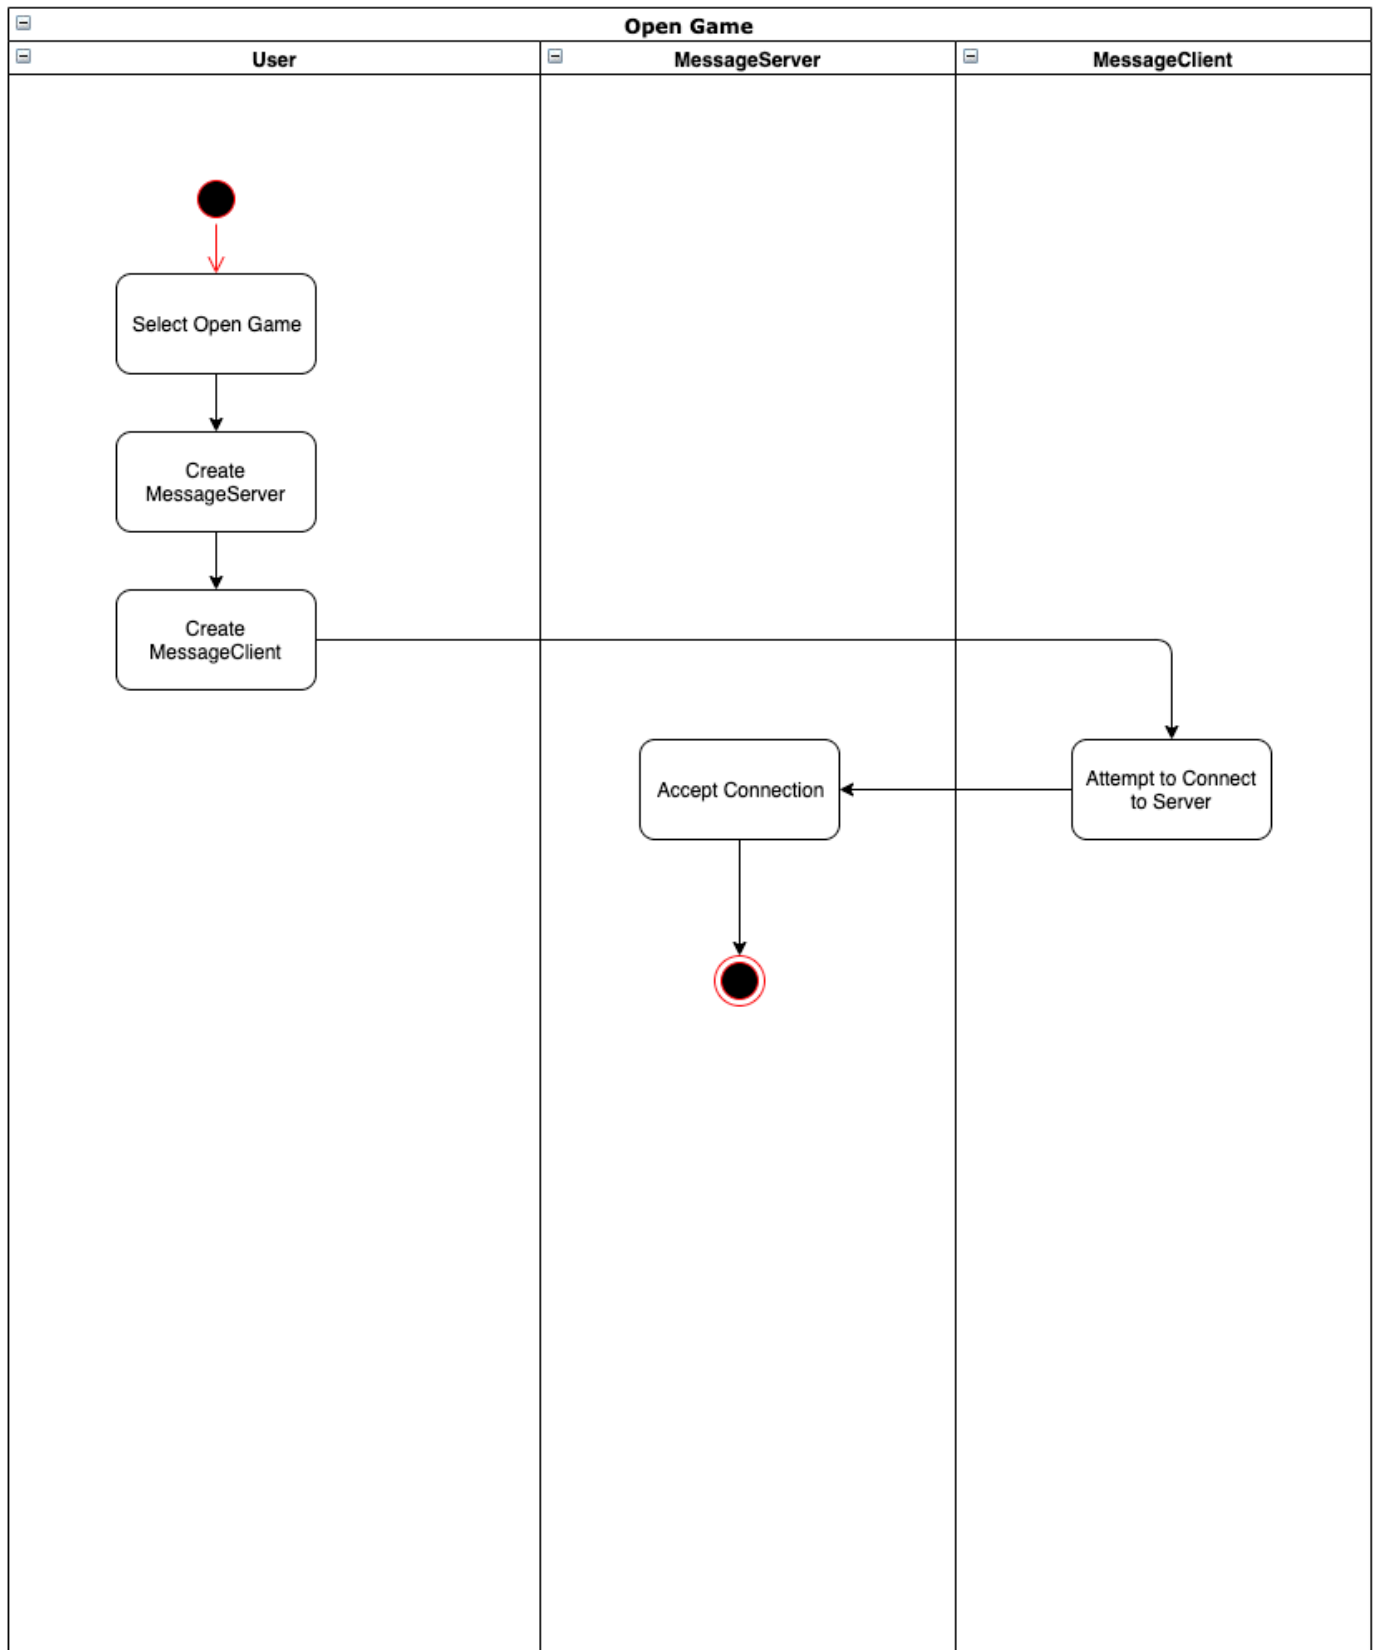 Open Game
User
MessageServer
MessageClient
Select Open Game
Create
MessageServer
Create
MessageClient
Accept Connection
Attempt to Connect
to Server